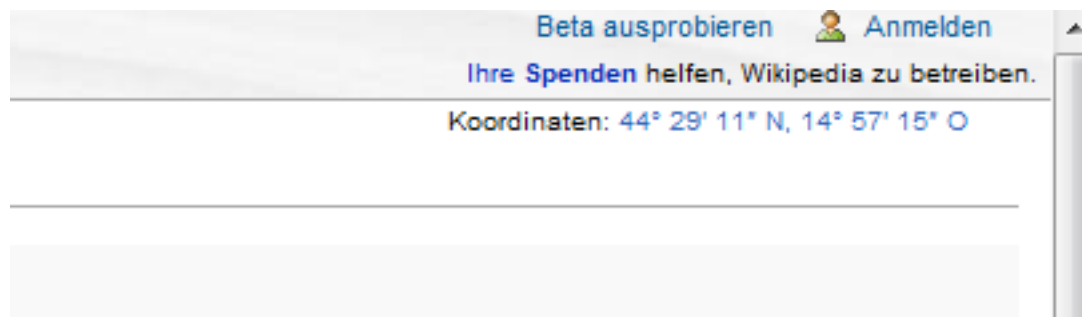 Beta ausprobieren Anmelden
Ihre Spenden helfen, Wikipedia zu betreiben.
Koordinaten: 44° 29' 11" N, 14° 57' 15" O